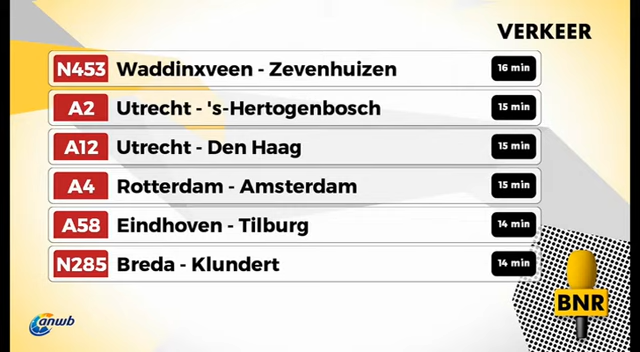 VERKEER
N453 Waddinxveen - Zevenhuizen 16 min
A2 Utrecht - 's-Hertogenbosch 15 min
A12 Utrecht - Den Haag 15 min
A4 Rotterdam - Amsterdam 15 min
A58 Eindhoven - Tilburg 14 min
N285 Breda - Klundert 14 min
BNR
anwb